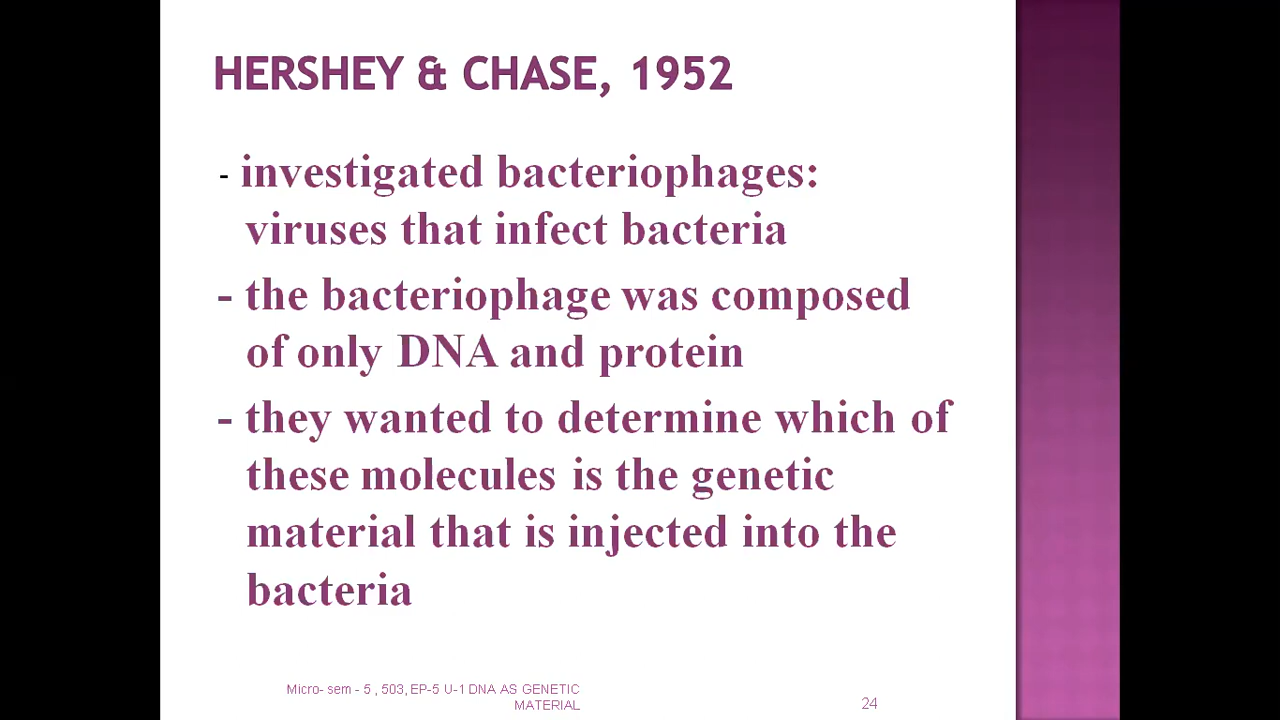 HERSHEY & CHASE, 1952
- investigated bacteriophages:
viruses that infect bacteria
- the bacteriophage was composed
of only DNA and protein
- they wanted to determine which of
these molecules is the genetic
material that is injected into the
bacteria
Micro- sem - 5 , 503, EP-5 U-1 DNA AS GENETIC
MATERIAL
24